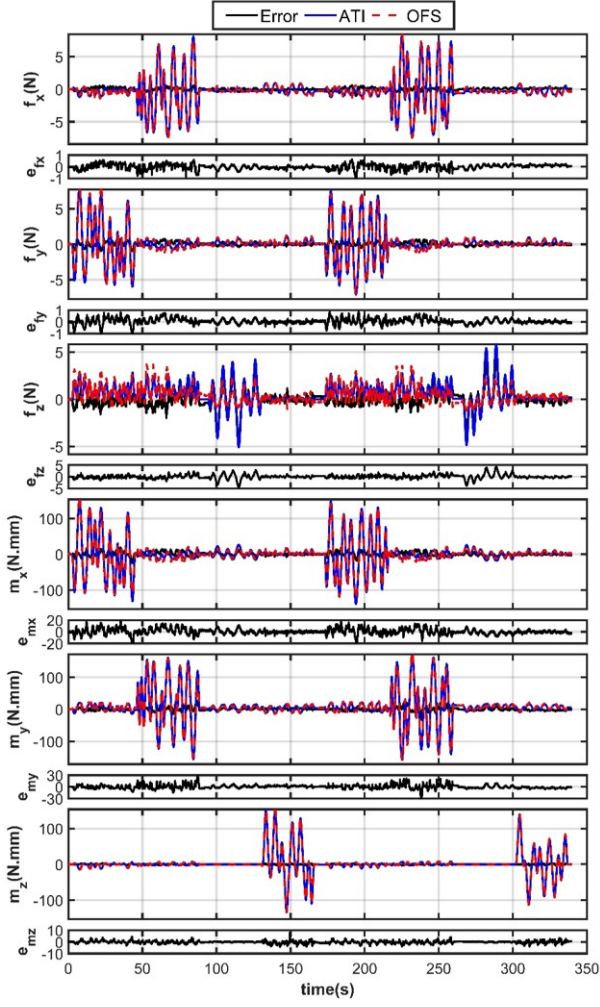 Error ATI OFS
5
0
-5
f_x(N)
1
0
-1
e_fx
5
0
-5
f_y(N)
1
0
-1
e_fy
5
0
-5
f_z(N)
5
0
-5
e_fz
100
0
-100
m_x(N.mm)
20
0
-20
e_mx
100
0
-100
m_y(N.mm)
30
0
-30
e_my
100
0
-100
m_z(N.mm)
10
0
-10
e_mz
0 50 100 150 200 250 300 350
time(s)